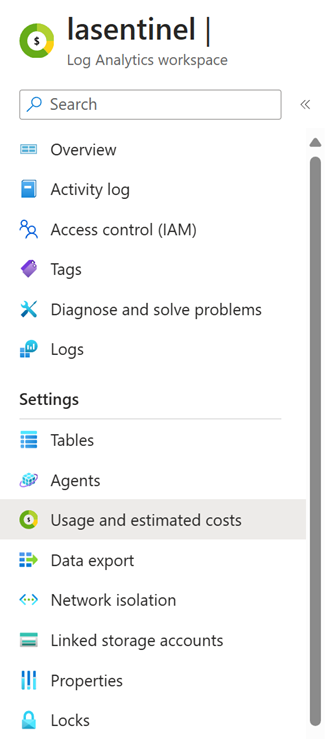 lasentinel |
Log Analytics workspace
Search
Overview
Activity log
Access control (IAM)
Tags
Diagnose and solve problems
Logs
Settings
Tables
Agents
Usage and estimated costs
Data export
Network isolation
Linked storage accounts
Properties
Locks